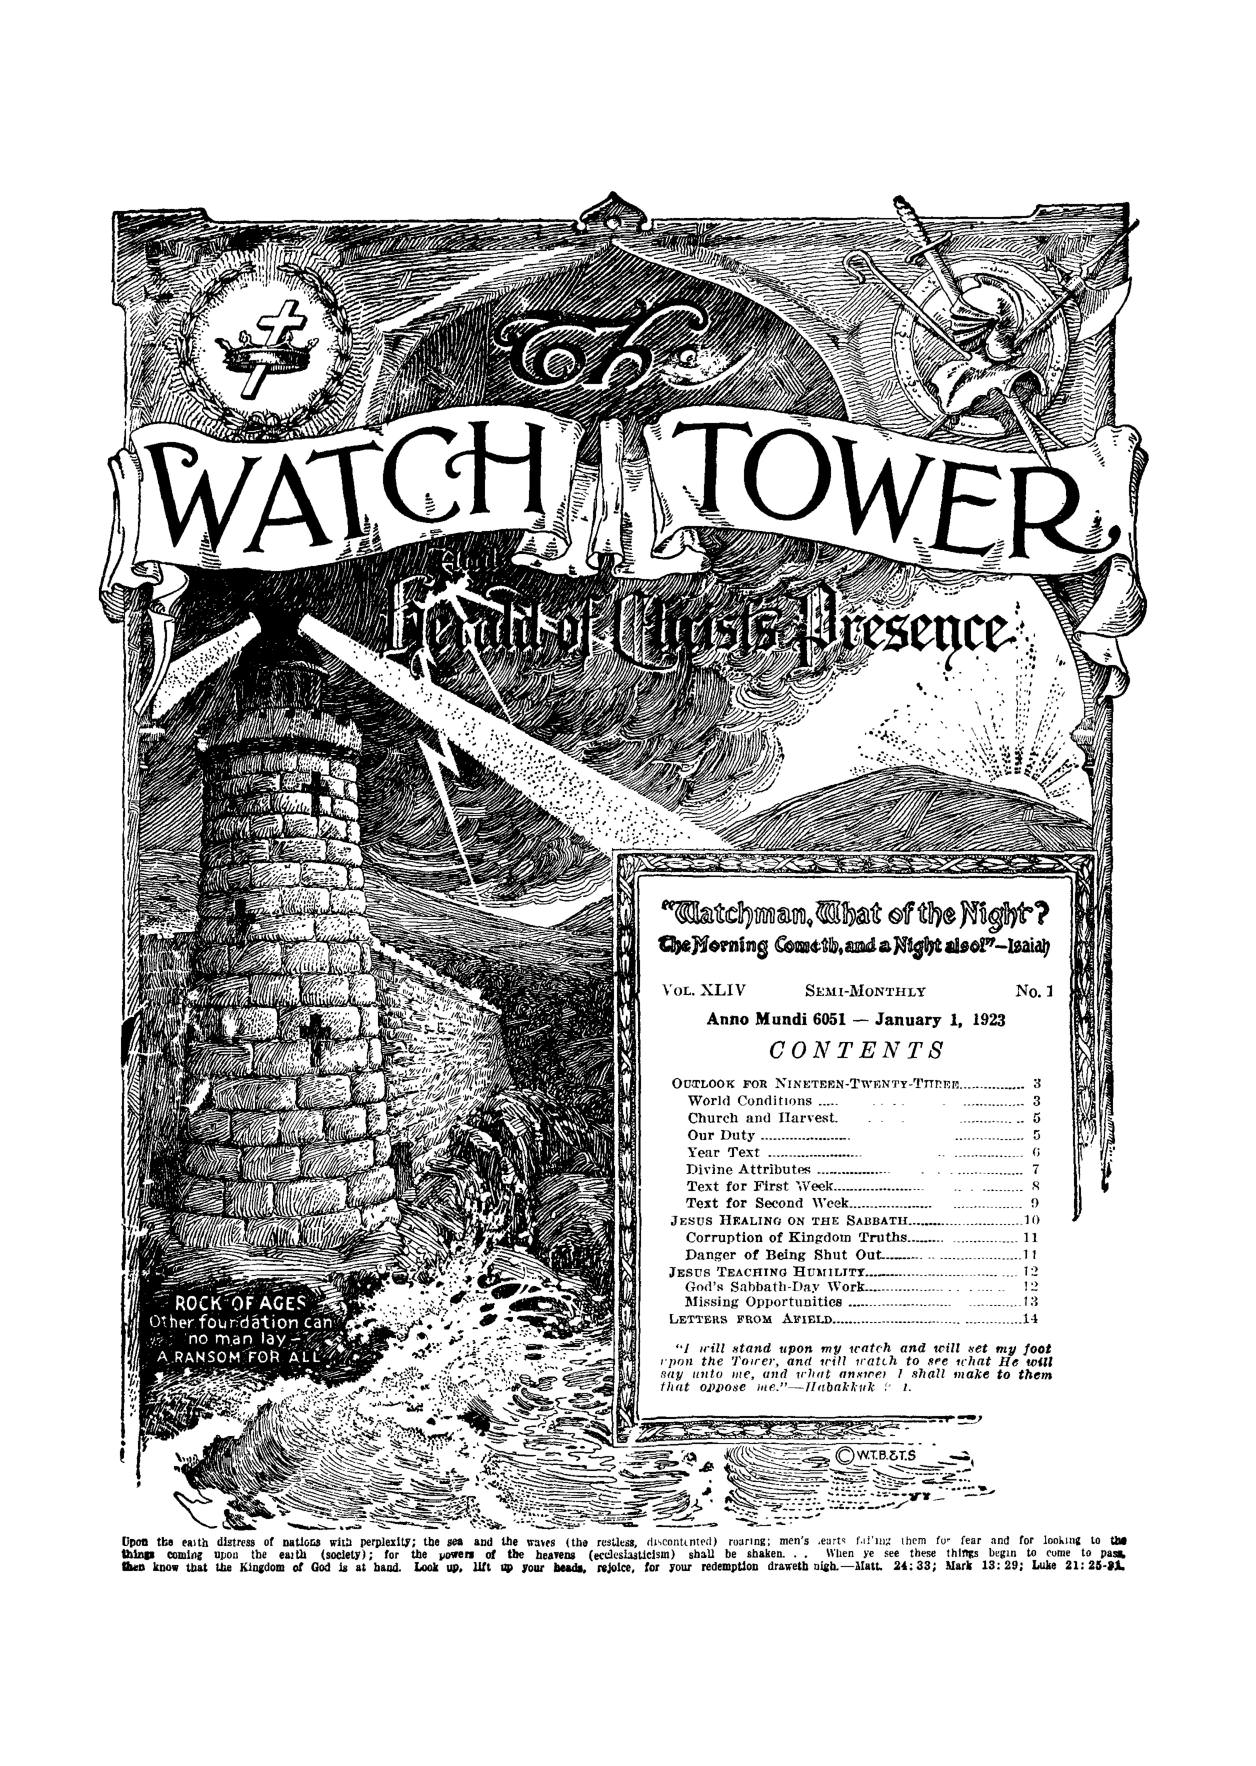 The
WATCH TOWER
And
Herald of Christ's Presence
"Watchman, What of the Night"?
The Morning Cometh, and a Night also!"—Isaiah
VOL. XLIV SEMI-MONTHLY No. 1
Anno Mundi 6051 — January 1, 1923
CONTENTS
OUTLOOK FOR NINETEEN-TWENTY-THREE 3
World Conditions 3
Church and Harvest 5
Our Duty 5
Year Text 6
Divine Attributes 7
Text for First Week 8
Text for Second Week 9
JESUS HEALING ON THE SABBATH 10
Corruption of Kingdom Truths 11
Danger of Being Shut Out 11
JESUS TEACHING HUMILITY 12
God's Sabbath-Day Work 12
Missing Opportunities 13
LETTERS FROM AFIELD 14
"I will stand upon my watch and will set my foot
upon the Tower, and will watch to see what He will
say unto me, and what answer I shall make to them
that oppose me."—Habakkuk 2: 1.
ROCK OF AGES
Other foundation can
no man lay —
A RANSOM FOR ALL
© W.T.B.&T.S
Upon the earth distress of nations with perplexity; the sea and the waves (the restless, discontented) roaring; men's hearts failing them for fear and for looking to the
things coming upon the earth (society); for the powers of the heavens (ecclesiasticism) shall be shaken. . . When ye see these things begin to come to pass,
then know that the Kingdom of God is at hand. Look up, lift up your heads, rejoice, for your redemption draweth nigh.—Matt. 24:33; Mark 13:29; Luke 21:25-31.